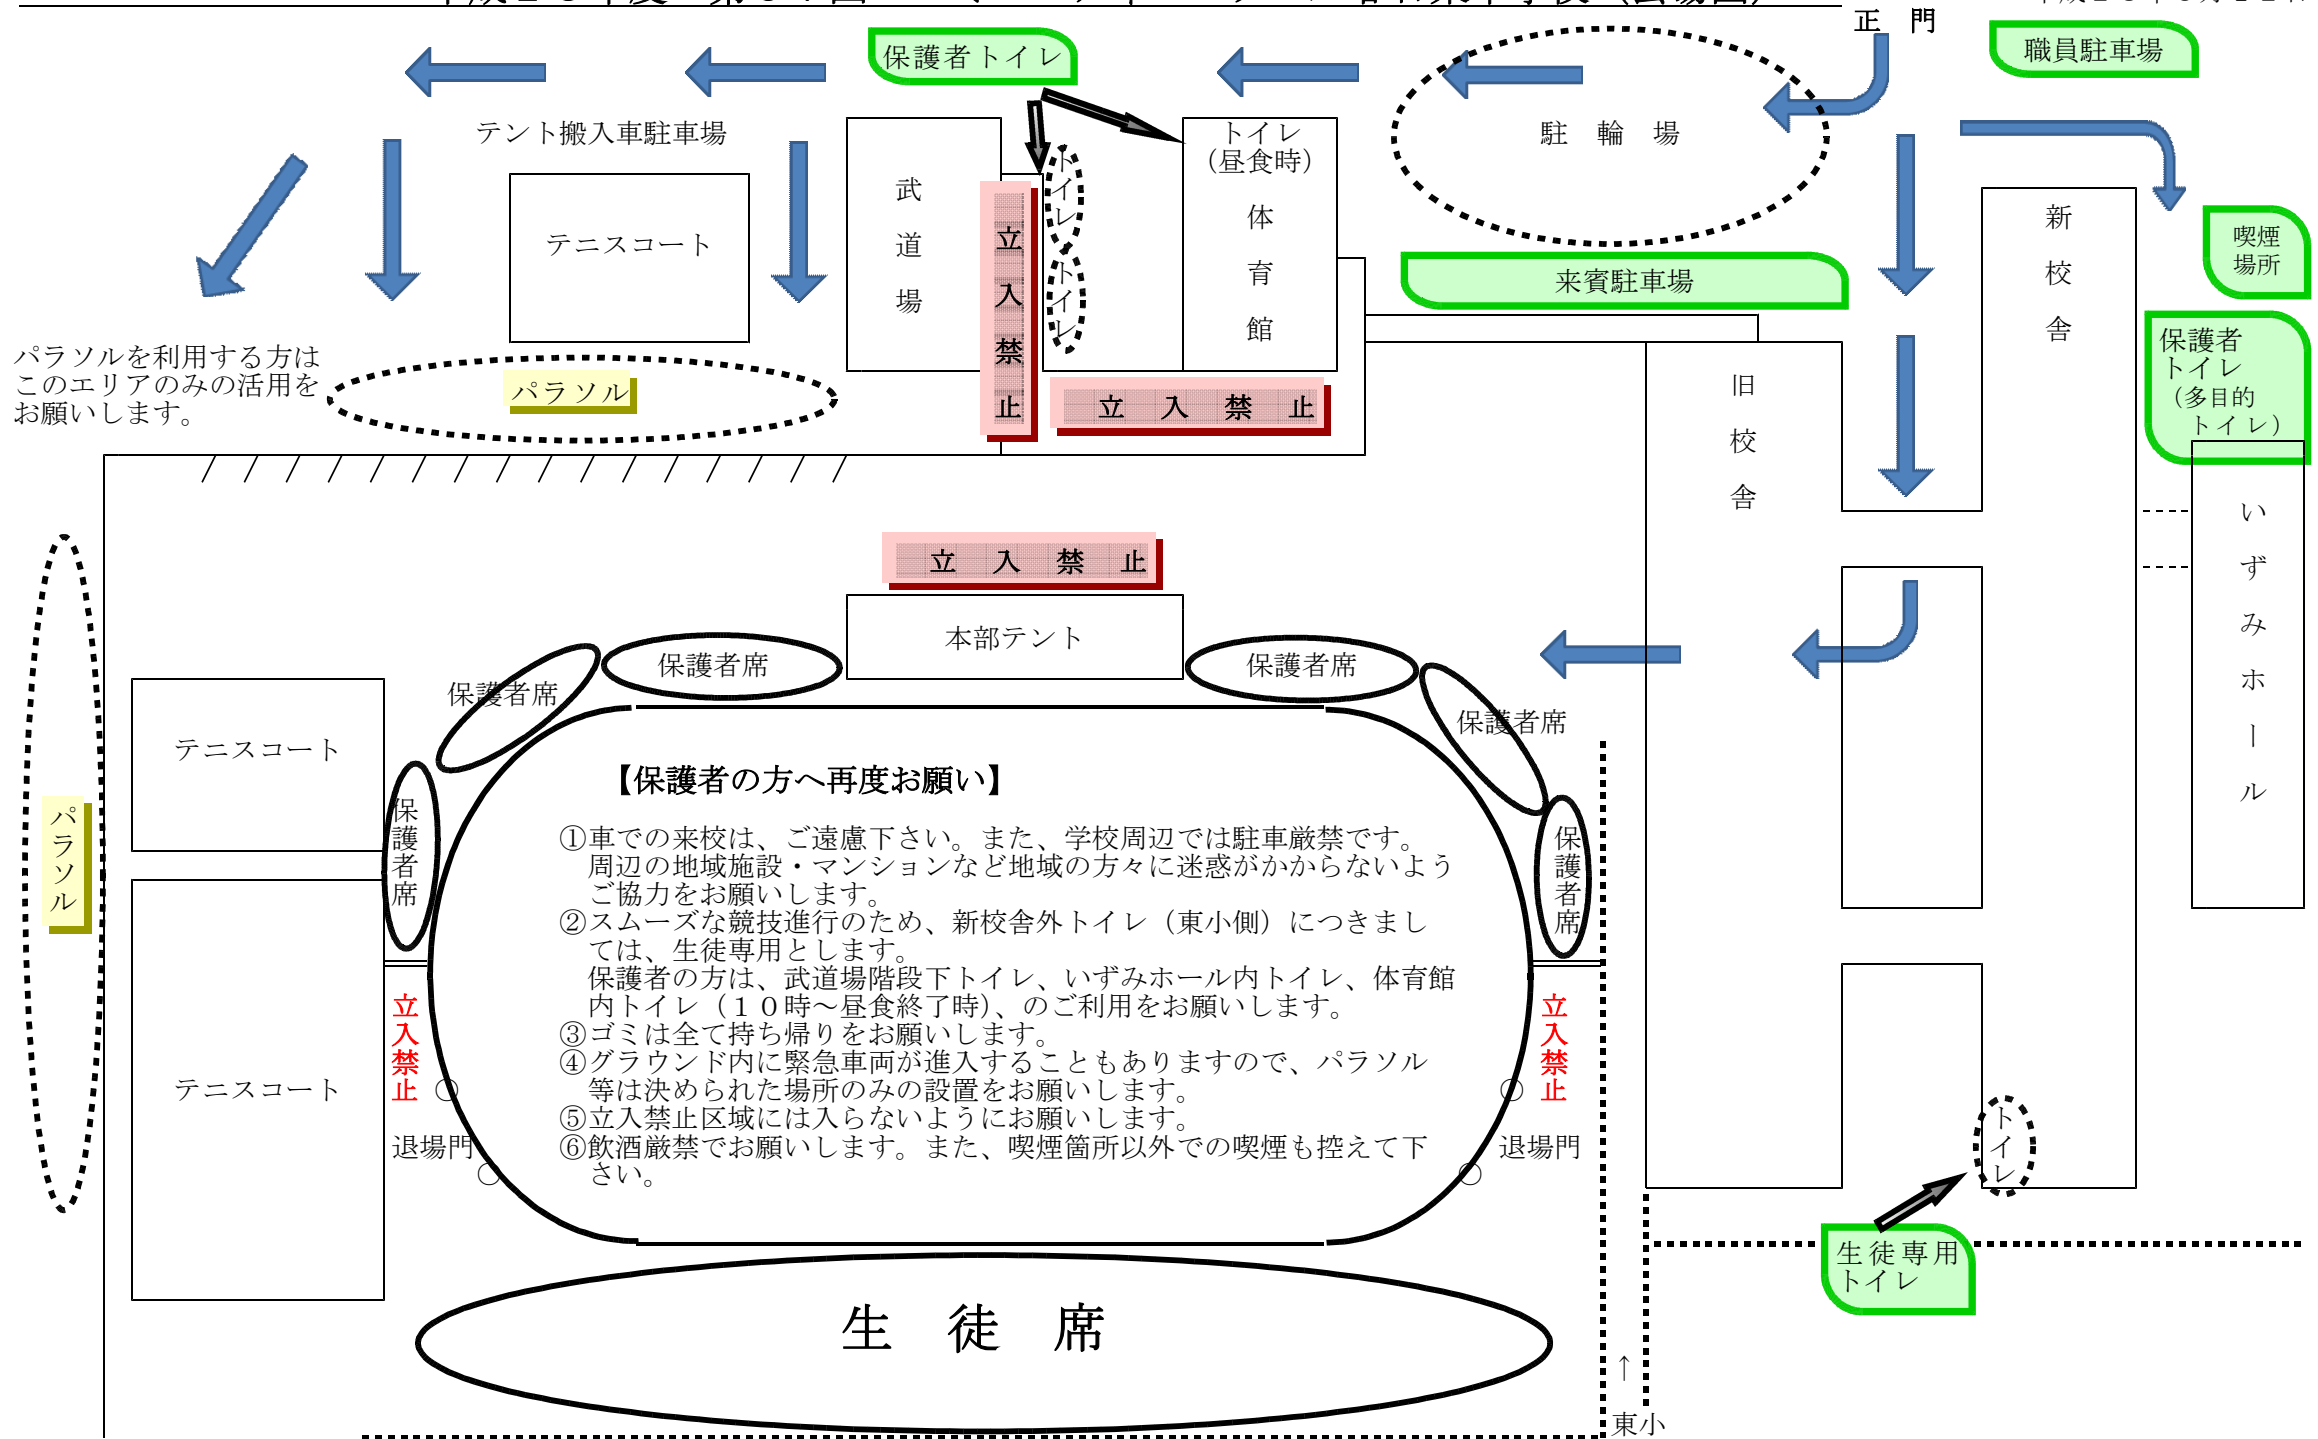 正　門
職員駐車場
保護者トイレ
テント搬入車駐車場
トイレ
（昼食時）
体育館
駐　輪　場
武道場
トイレ
トイレ
立入禁止
テニスコート
来賓駐車場
新校舎
喫煙
場所
保護者
トイレ
（多目的
トイレ）
パラソルを利用する方は
このエリアのみの活用を
お願いします。
パラソル
立入禁止
旧校舎
いずみホール
立入禁止
本部テント
保護者席
保護者席
保護者席
保護者席
テニスコート
パラソル
保護者席
保護者席
【保護者の方へ再度お願い】
①車での来校は、ご遠慮下さい。また、学校周辺では駐車厳禁です。
周辺の地域施設・マンションなど地域の方々に迷惑がかからないよう
ご協力をお願いします。
②スムーズな競技進行のため、新校舎外トイレ（東小側）につきまし
ては、生徒専用とします。
保護者の方は、武道場階段下トイレ、いずみホール内トイレ、体育館
内トイレ（１０時～昼食終了時）、のご利用をお願いします。
③ゴミは全て持ち帰りをお願いします。
④グラウンド内に緊急車両が進入することもありますので、パラソル
等は決められた場所のみの設置をお願いします。
⑤立入禁止区域には入らないようにお願いします。
⑥飲酒厳禁でお願いします。また、喫煙箇所以外での喫煙も控えて下
さい。
立入禁止
立入禁止
テニスコート
退場門
退場門
トイレ
生徒専用
トイレ
生　徒　席
↑
東小